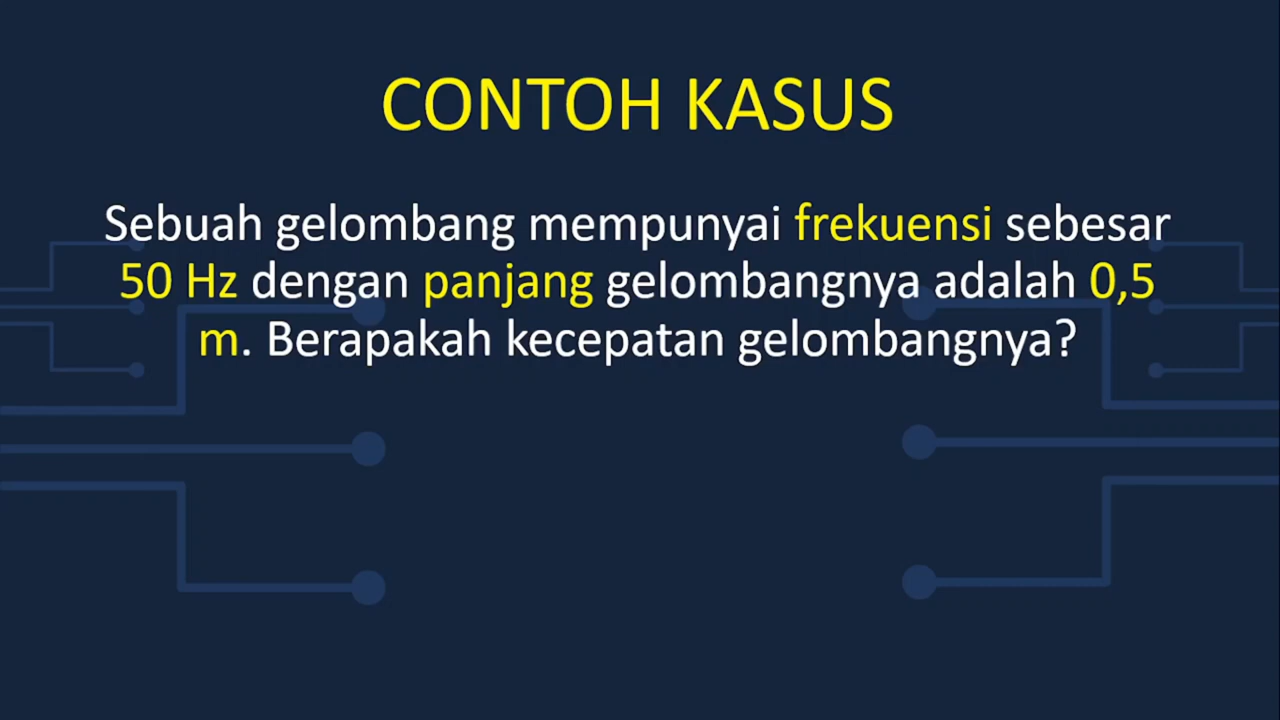 CONTOH KASUS
Sebuah gelombang mempunyai frekuensi sebesar
50 Hz dengan panjang gelombangnya adalah 0,5
m. Berapakah kecepatan gelombangnya?